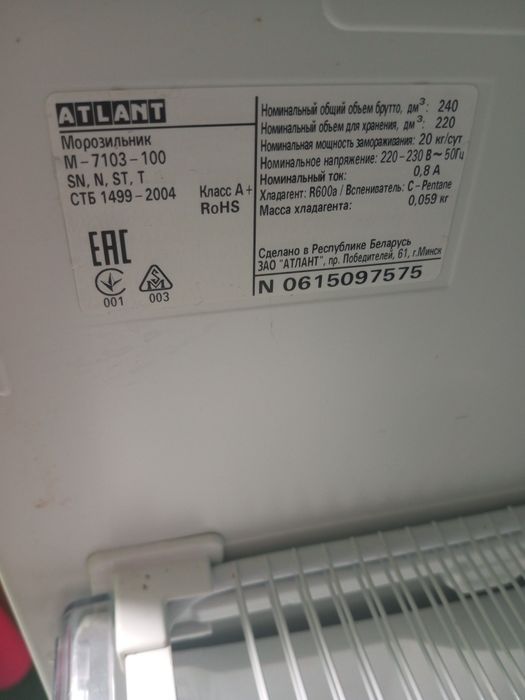 ATLANT
Морозильник
М-7103-100
SN, N, ST, T
СТБ 1499-2004
Класс А+
RoHS
ЕАС
001
003
Номинальный общий объем брутто, дм³: 240
Номинальный объем для хранения, дм³: 220
Номинальная мощность замораживания: 20 кг/сут
Номинальное напряжение: 220-230 В ~ 50Гц
Номинальный ток: 0,8 А
Хладагент: R600a / Вспениватель: C-Pentane
Масса хладагента: 0,059 кг
Сделано в Республике Беларусь
ЗАО "АТЛАНТ", пр. Победителей, 61, г.Минск
N 0615097575